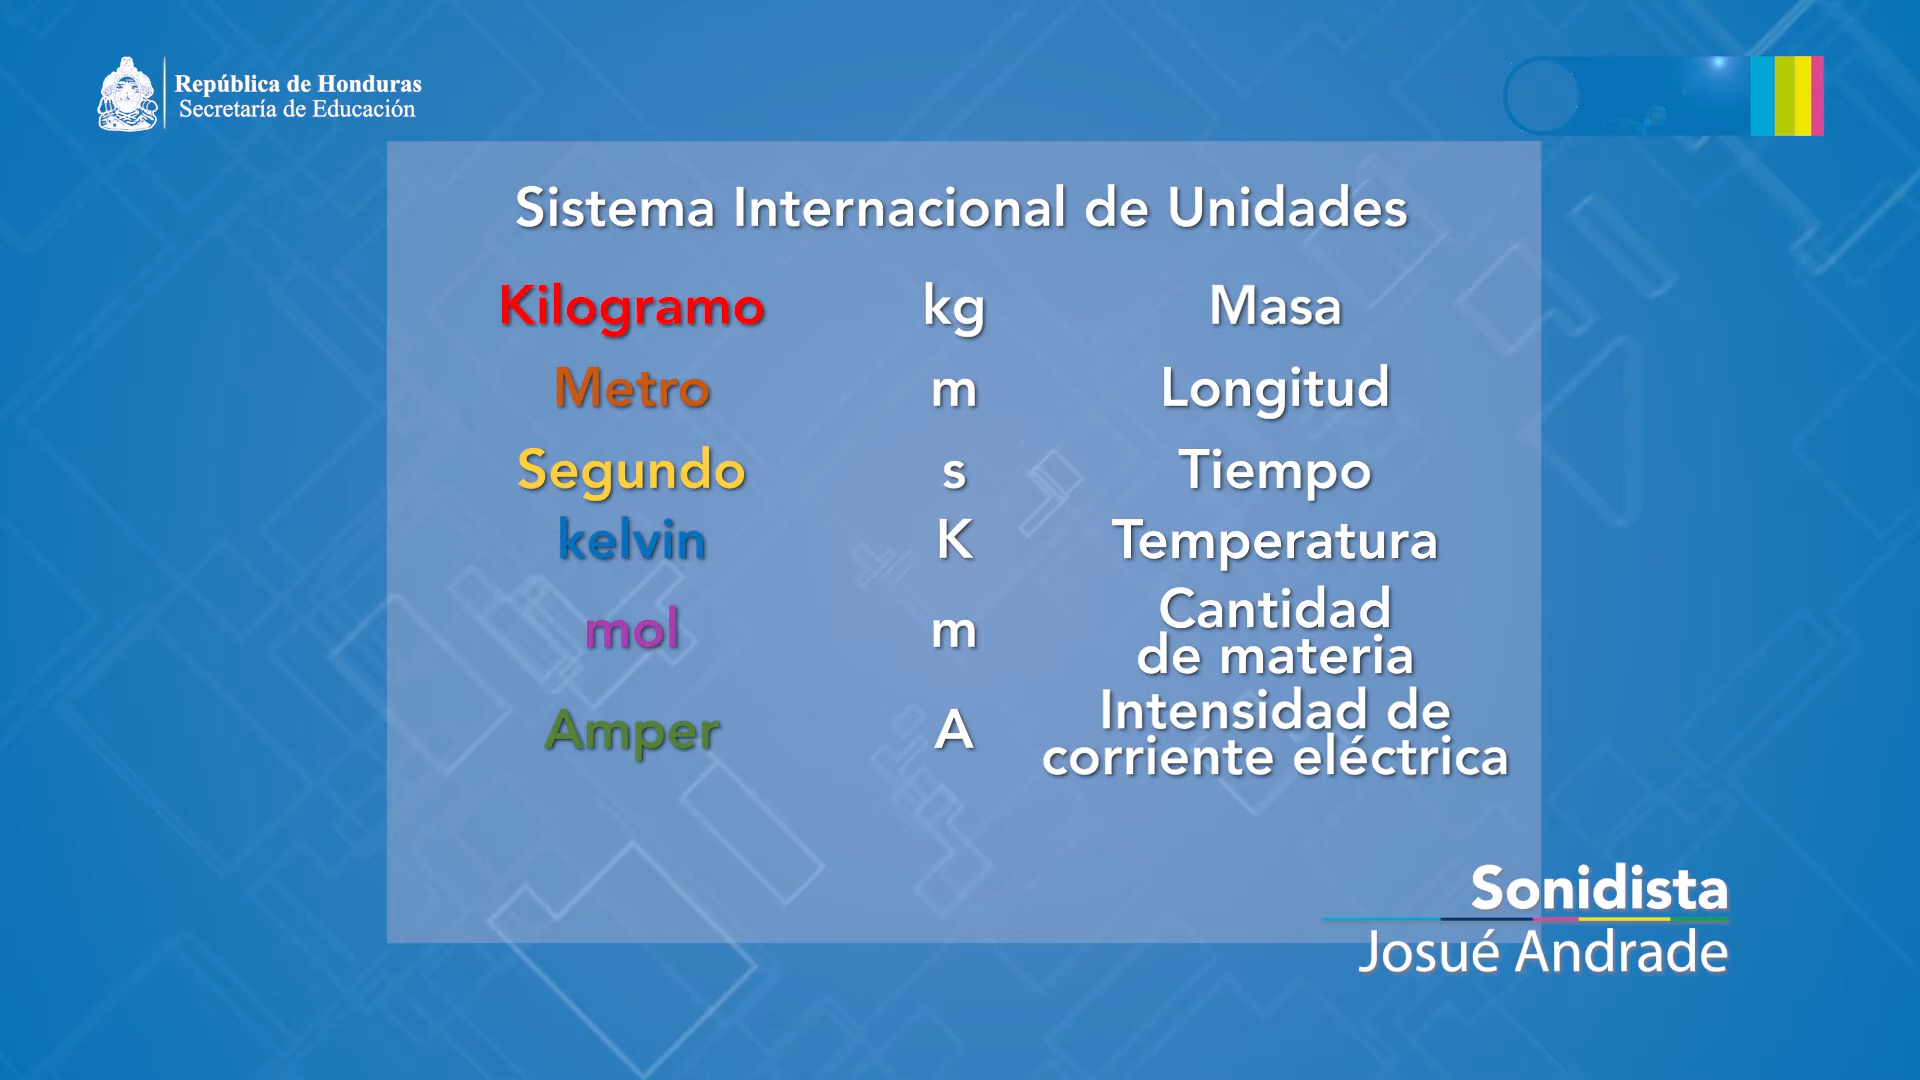 República de Honduras
Secretaría de Educación
Sistema Internacional de Unidades
Kilogramo kg Masa
Metro m Longitud
Segundo s Tiempo
kelvin K Temperatura
mol m Cantidad
de materia
Amper A Intensidad de
corriente eléctrica
Sonidista
Josué Andrade